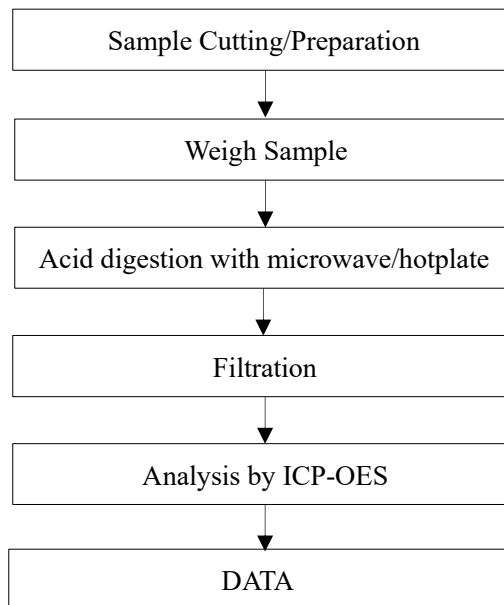 Sample Cutting/Preparation
Weigh Sample
Acid digestion with microwave/hotplate
Filtration
Analysis by ICP-OES
DATA